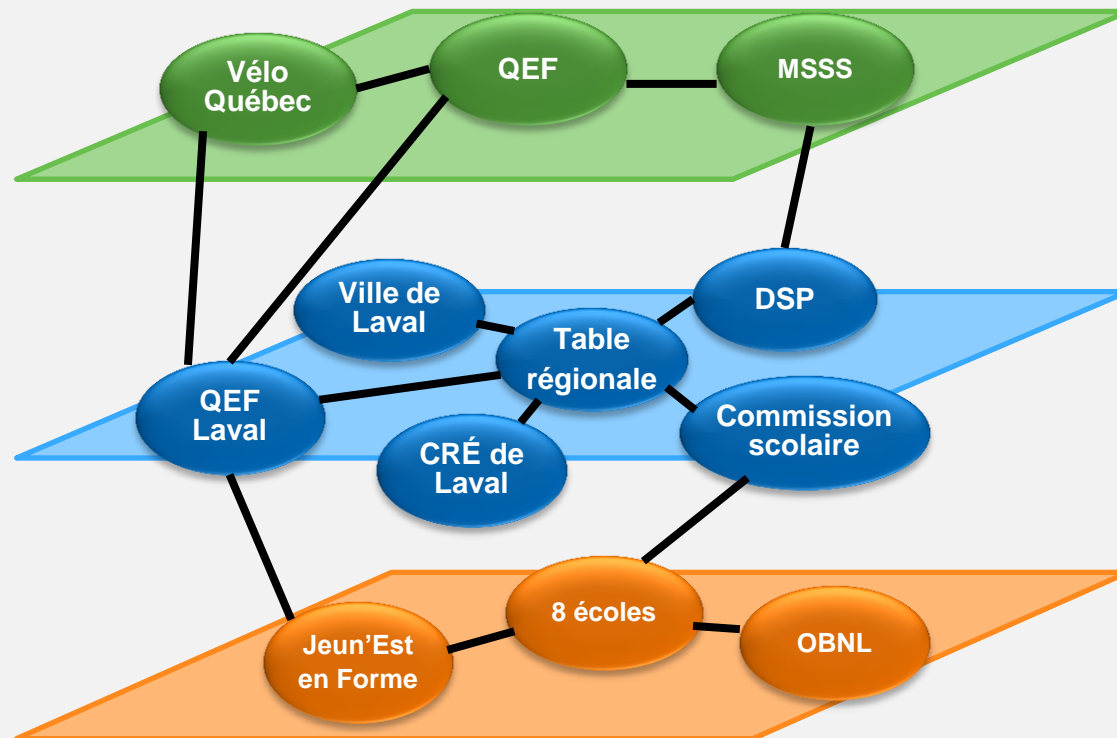 Vélo
Québec
QEF
MSSS
Ville de
Laval
DSP
Table
régionale
QEF
Laval
Commission
scolaire
CRÉ de
Laval
8 écoles
Jeun'Est
en Forme
OBNL